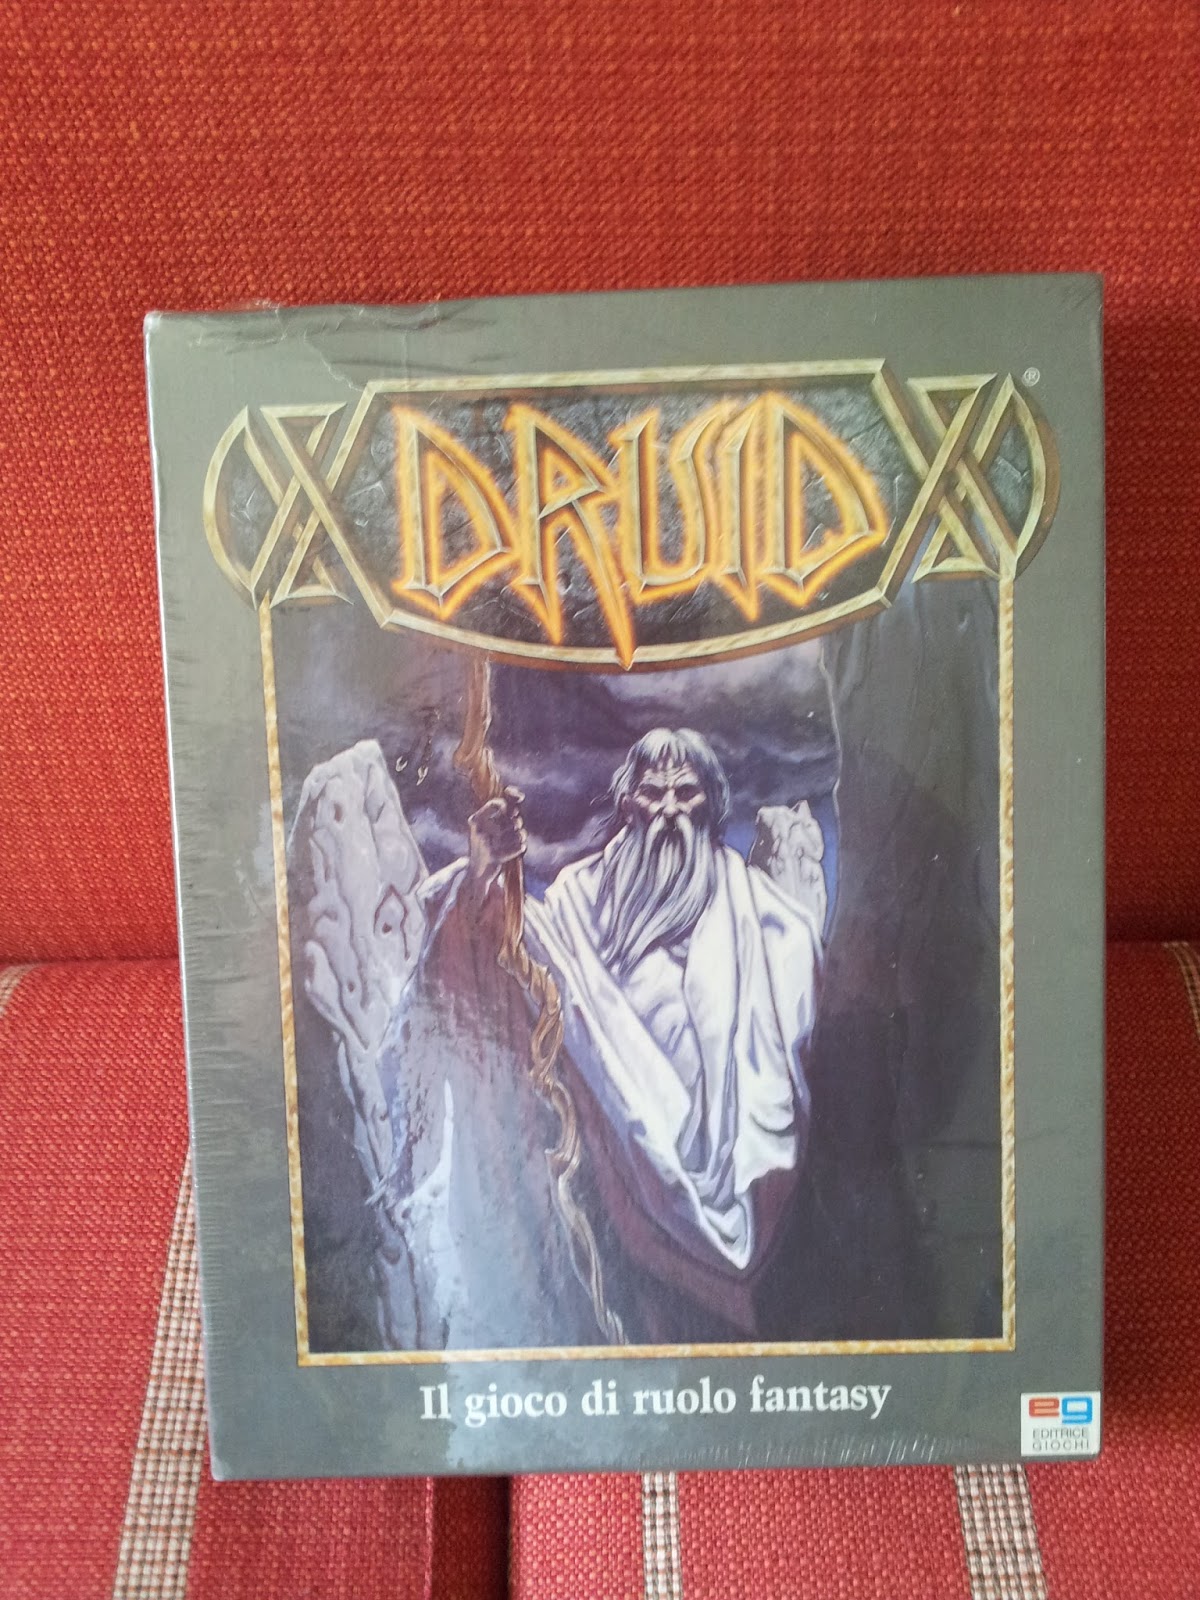 DRUID
®
Il gioco di ruolo fantasy
eg
EDITRICE
GIOCHI